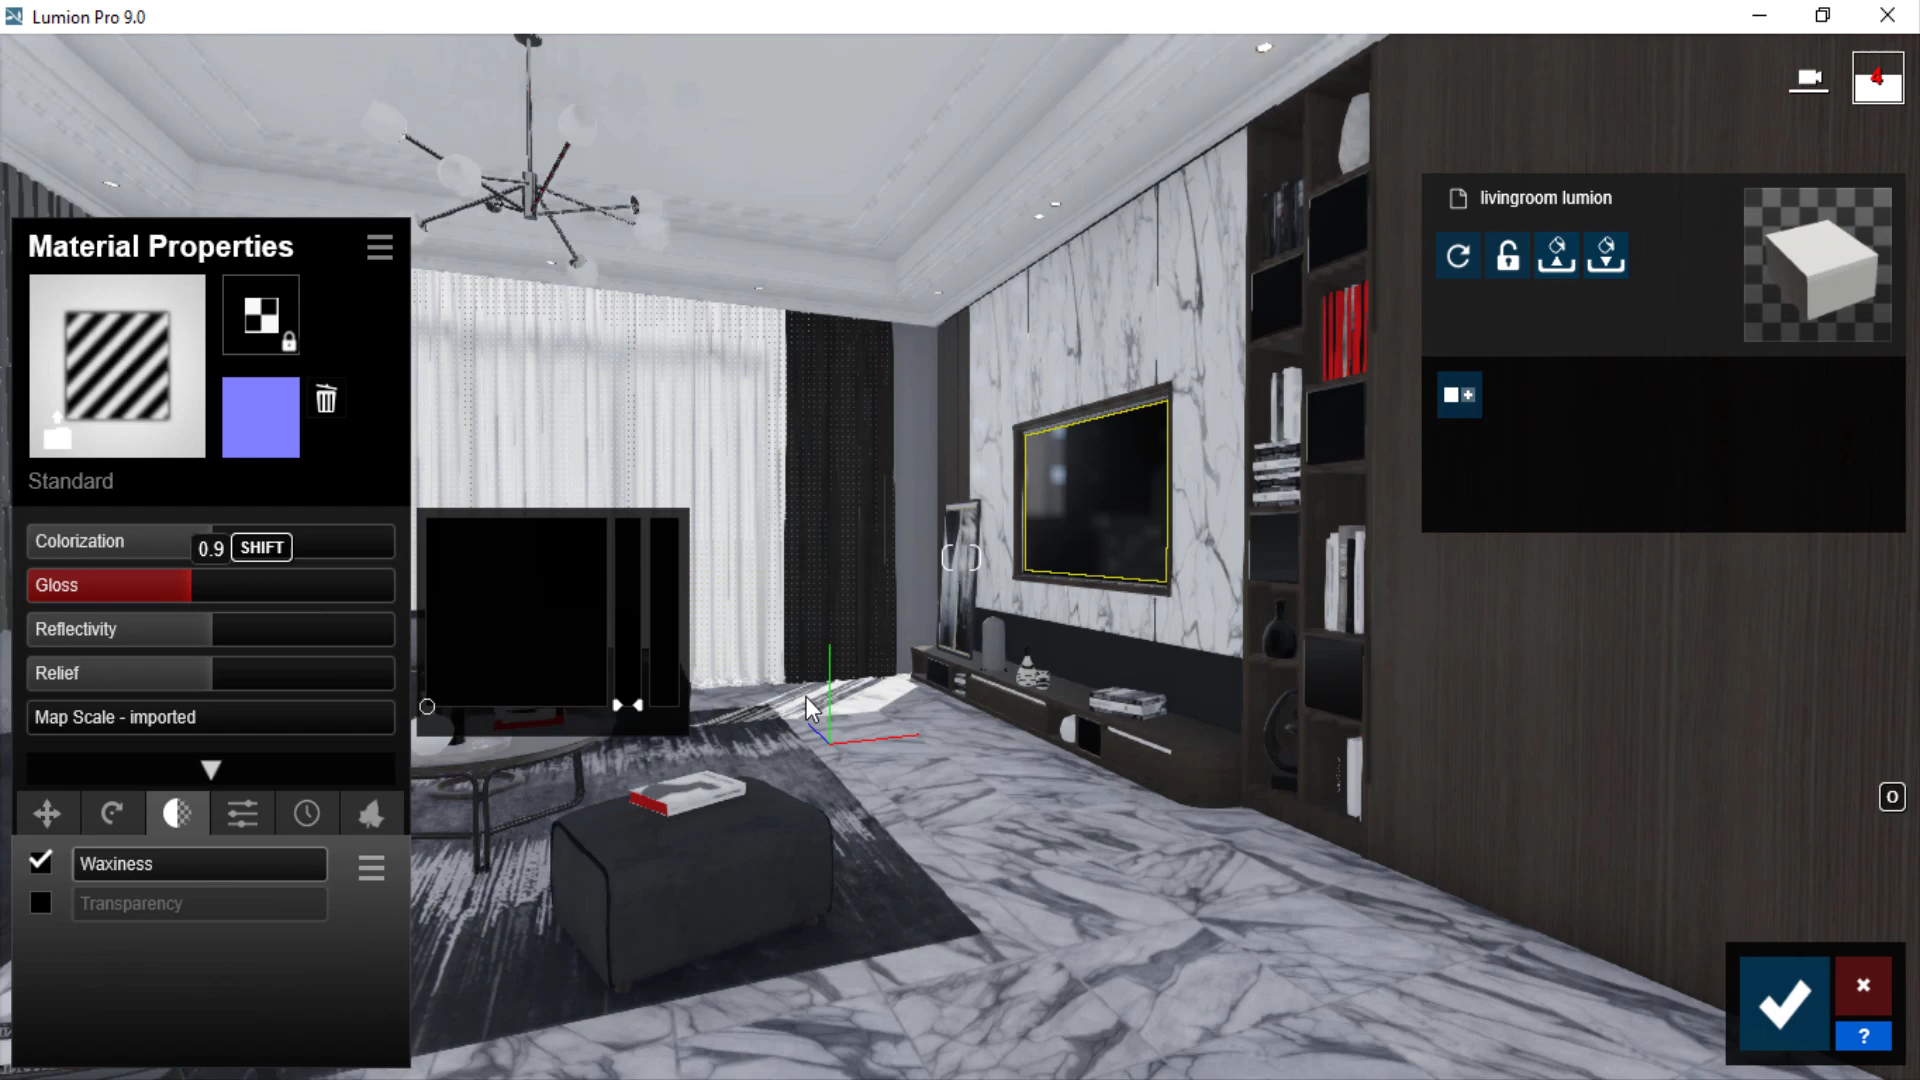 Lumion Pro 9.0
4
livingroom lumion
Material Properties
Standard
Colorization
0.9 SHIFT
Gloss
Reflectivity
Relief
Map Scale - imported
O
Waxiness
Transparency
?